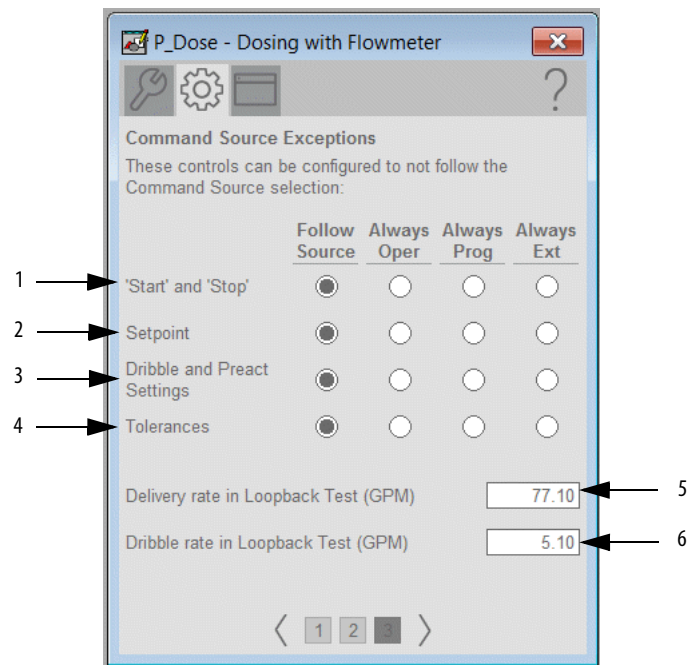 P_Dose - Dosing with Flowmeter
?
Command Source Exceptions
These controls can be configured to not follow the
Command Source selection:
Follow Source Always Oper Always Prog Always Ext
1 'Start' and 'Stop'
2 Setpoint
3 Dribble and Preact
Settings
4 Tolerances
Delivery rate in Loopback Test (GPM) 77.10 5
Dribble rate in Loopback Test (GPM) 5.10 6
1 2 3